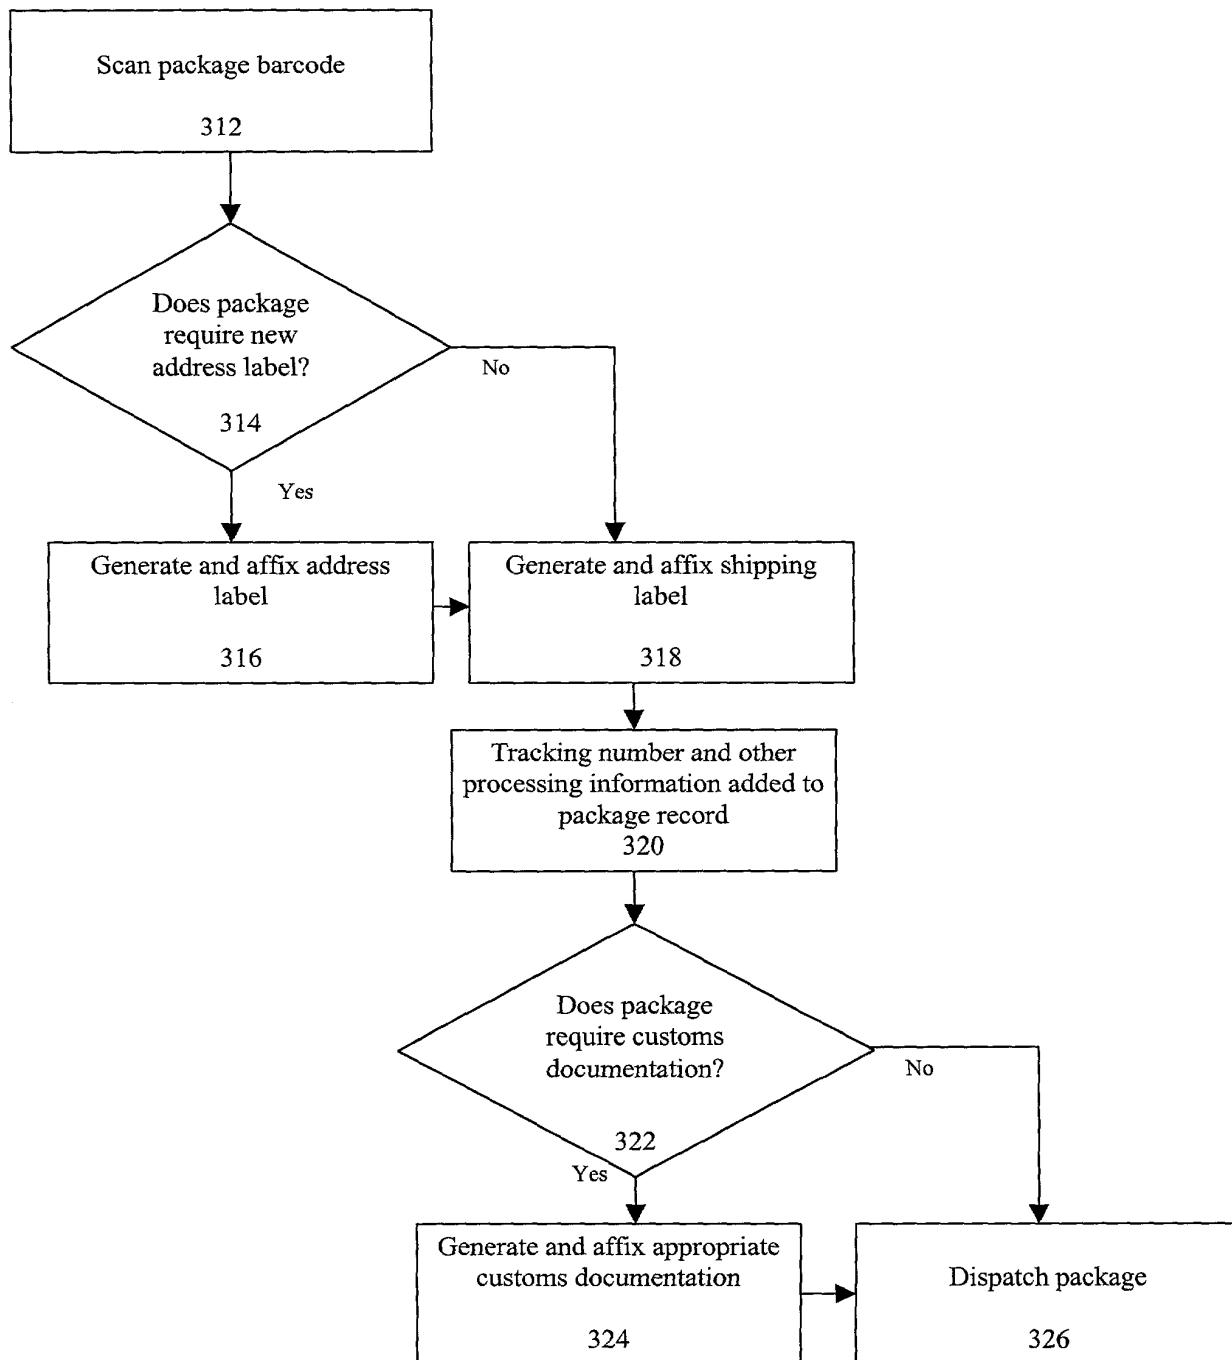 Scan package barcode
312
Does package
require new
address label?
314
No
Yes
Generate and affix address
label
316
Generate and affix shipping
label
318
Tracking number and other
processing information added to
package record
320
Does package
require customs
documentation?
322
No
Yes
Generate and affix appropriate
customs documentation
324
Dispatch package
326